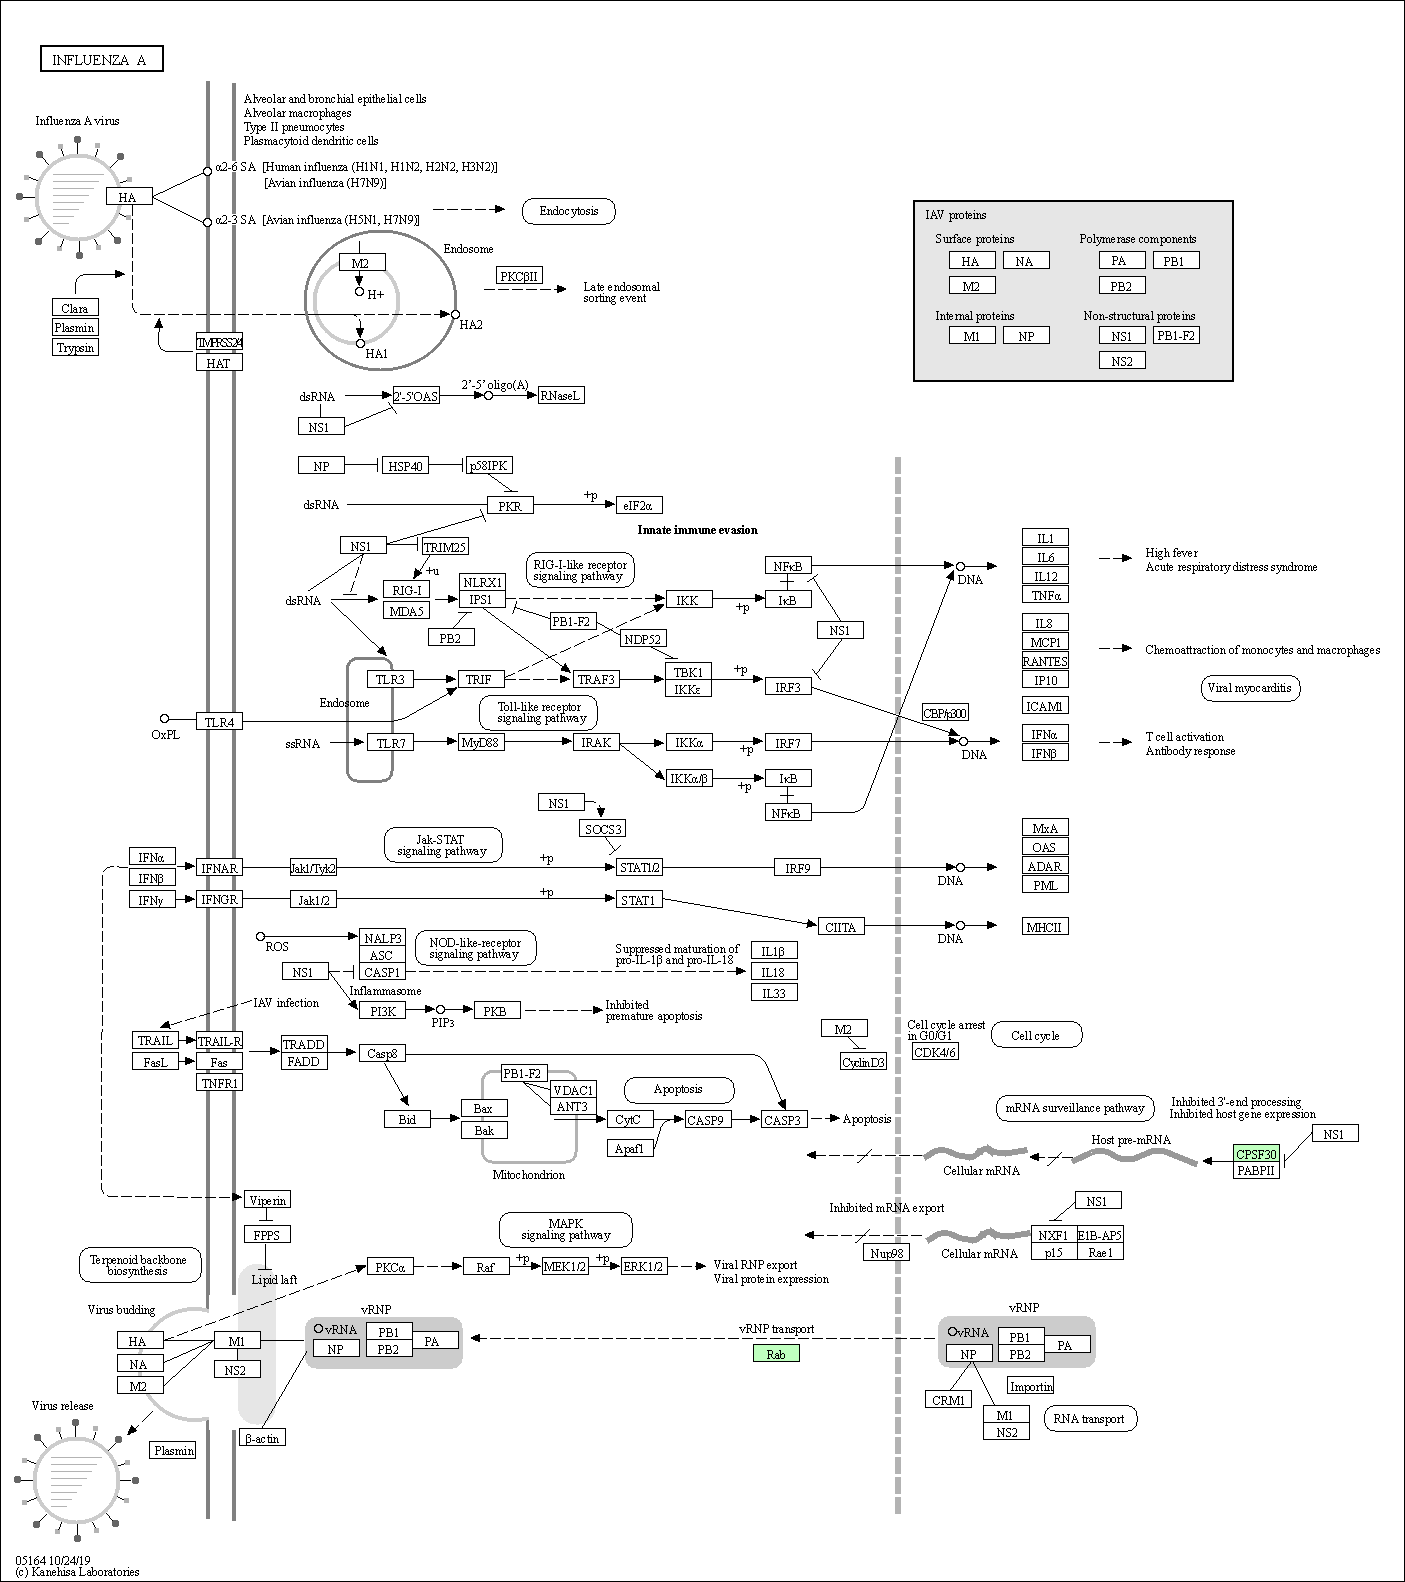 INFLUENZA A
Alveolar and bronchial epithelial cells
Alveolar macrophages
Type II pneumocytes
Plasmacytoid dendritic cells
Influenza A virus
HA
α2-6 SA [Human influenza (H1N1, H1N2, H2N2, H3N2)]
[Avian influenza (H7N9)]
α2-3 SA [Avian influenza (H5N1, H7N9)]
Endocytosis
IAV proteins
Surface proteins
Polymerase components
HA
NA
PA
PB1
M2
PB2
Internal proteins
Non-structural proteins
M1
NP
NS1
PB1-F2
NS2
Endosome
M2
H+
PKCβII
Late endosomal
sorting event
HA2
HA1
Clara
Plasmin
Trypsin
HAT
dsRNA
2'-5'OAS
2'-5' oligo(A)
RNaseL
NS1
NP
HSP40
p58IPK
dsRNA
PKR
+p
eIF2α
Innate immune evasion
NS1
TRIM25
+u
RIG-I
MDA5
dsRNA
NLRX1
IPS1
PB2
RIG-I-like receptor
signaling pathway
PB1-F2
NDP52
IKK
+p
NFκB
IκB
NS1
DNA
IL1
IL6
IL12
TNFα
High fever
Acute respiratory distress syndrome
IL8
MCP1
RANTES
IP10
Chemoattraction of monocytes and macrophages
ICAM1
Viral myocarditis
TLR3
TRIF
TRAF3
TBK1
IKKε
+p
IRF3
Endosome
Toll-like receptor
signaling pathway
CBP/p300
OxPL
TLR4
ssRNA
TLR7
MyD88
IRAK
IKKα
+p
IRF7
DNA
IFNα
IFNβ
T cell activation
Antibody response
IKKα/β
+p
IκB
NFκB
NS1
SOCS3
Jak-STAT
signaling pathway
IFNα
IFNβ
IFNAR
Jak1/Tyk2
+p
STAT1/2
IRF9
DNA
MxA
OAS
ADAR
PML
IFNγ
IFNGR
Jak1/2
+p
STAT1
CIITA
DNA
MHCII
ROS
NALP3
ASC
CASP1
NOD-like-receptor
signaling pathway
NS1
Inflammasome
Suppressed maturation of
pro-IL-1β and pro-IL-18
IL1β
IL18
IL33
IAV infection
PI3K
PIP3
PKB
Inhibited
premature apoptosis
TRAIL
TRAIL-R
FasL
Fas
TNFR1
TRADD
FADD
Casp8
M2
CyclinD3
Cell cycle arrest
in G0/G1
CDK4/6
Cell cycle
PB1-F2
VDAC1
ANT3
Apoptosis
Bid
Bax
Bak
CytC
CASP9
CASP3
Apoptosis
Apaf1
Mitochondrion
mRNA surveillance pathway
Inhibited 3'-end processing
Inhibited host gene expression
NS1
Host pre-mRNA
Cellular mRNA
CPSF30
PABPII
Viperin
FPPS
Lipid laft
Inhibited mRNA export
NS1
Nup98
Cellular mRNA
NXF1
E1B-AP5
p15
Rae1
MAPK
signaling pathway
Terpenoid backbone
biosynthesis
PKCα
Raf
+p
MEK1/2
+p
ERK1/2
Viral RNP export
Viral protein expression
Virus budding
HA
NA
M2
M1
NS2
vRNP
vRNA
NP
PB1
PB2
PA
vRNP transport
Rab
vRNP
vRNA
NP
PB1
PB2
PA
CRM1
Importin
M1
NS2
RNA transport
Virus release
Plasmin
β-actin
05164 10/24/19
(c) Kanehisa Laboratories